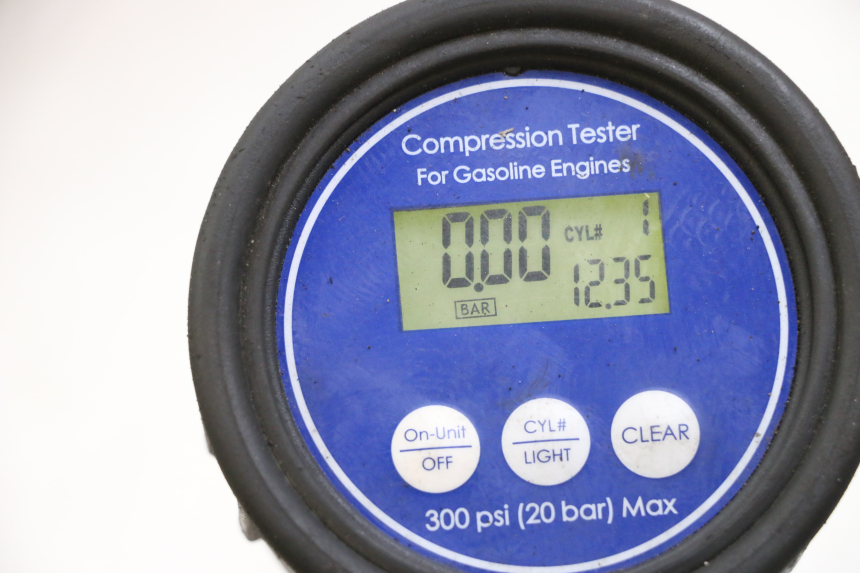 Compression Tester
For Gasoline Engines
0.00 CYL# 1
12.35
BAR
On-Unit
OFF
CYL#
LIGHT
CLEAR
300 psi (20 bar) Max